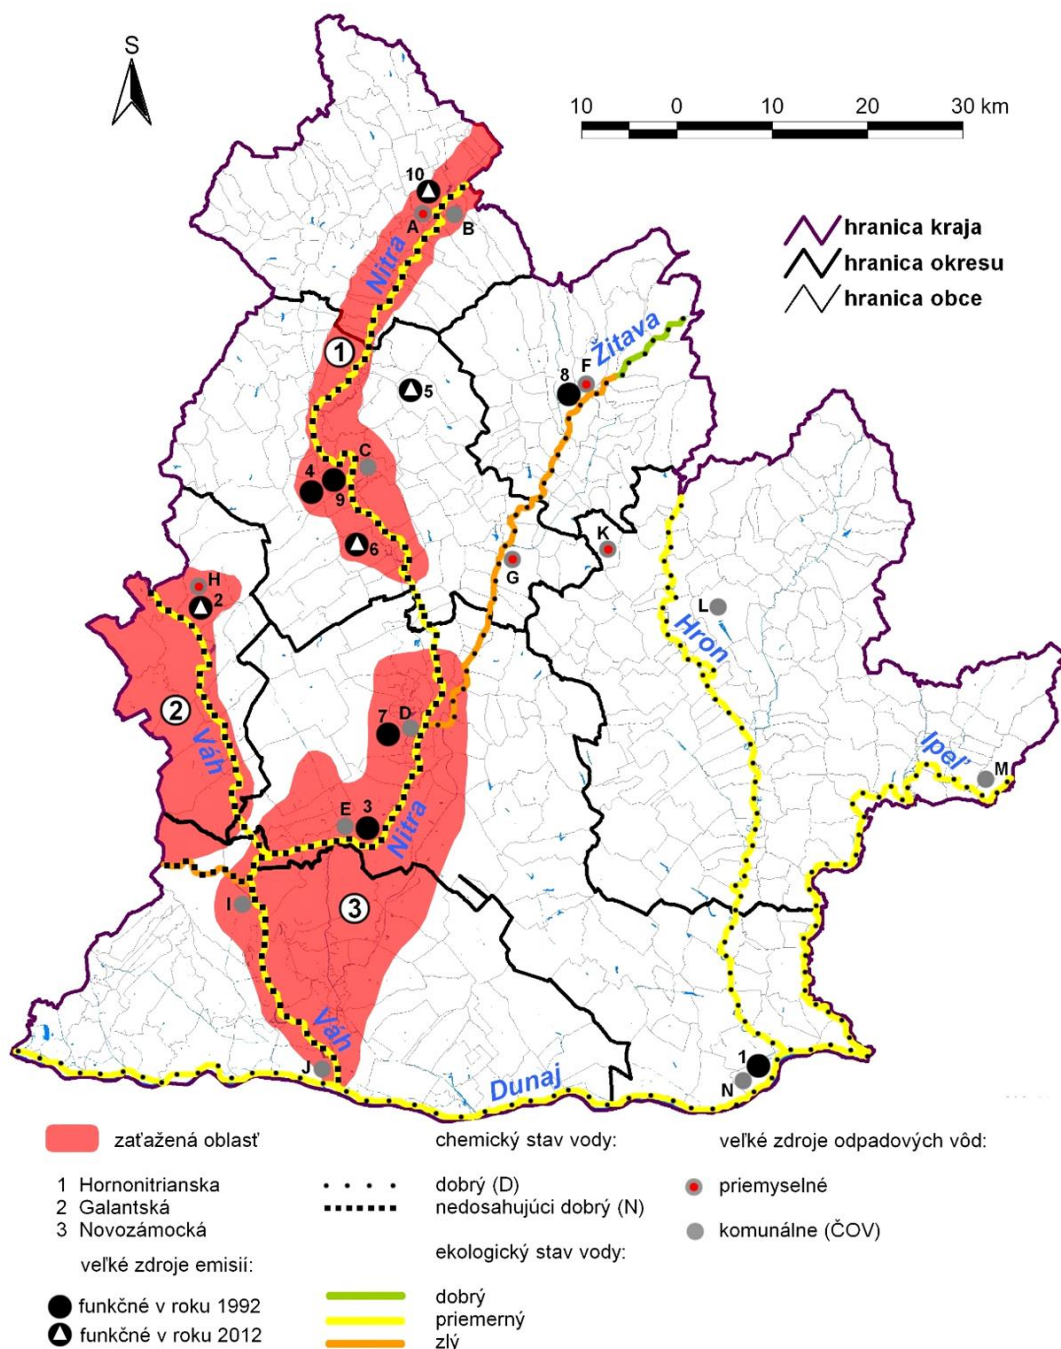 S
10 0 10 20 30 km
hranica kraja
hranica okresu
hranica obce
10
A
B
Nitra
1
5
Žitava
F
8
4
9
C
6
K
G
H
2
L
Hron
2
Váh
7
D
Ipeľ
M
E
3
Nitra
I
3
Váh
J
Dunaj
1
N
zaťažená oblasť
1 Hornonitrianska
2 Galantská
3 Novozámocká
veľké zdroje emisií:
funkčné v roku 1992
funkčné v roku 2012
chemický stav vody:
dobrý (D)
nedosahujúci dobrý (N)
ekologický stav vody:
dobrý
priemerný
zlý
veľké zdroje odpadových vôd:
priemyselné
komunálne (ČOV)